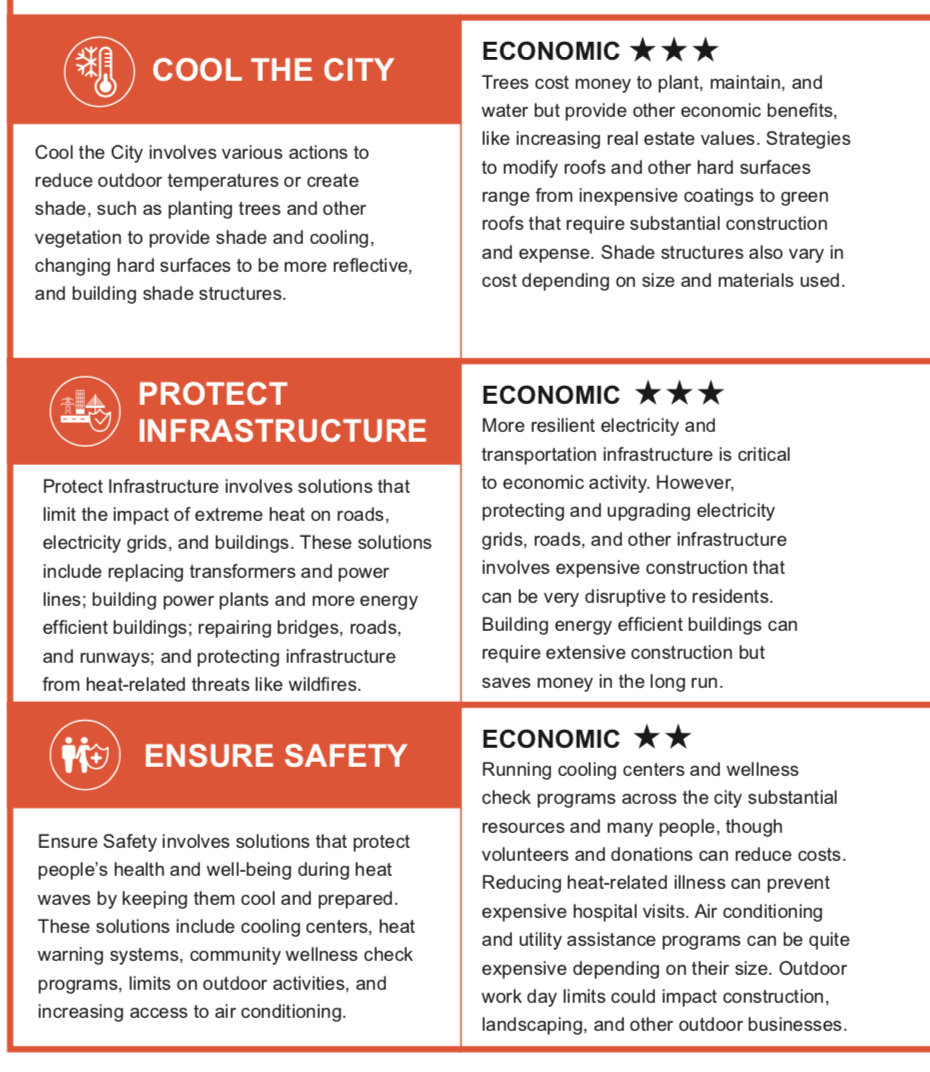 COOL THE CITY
Cool the City involves various actions to
reduce outdoor temperatures or create
shade, such as planting trees and other
vegetation to provide shade and cooling,
changing hard surfaces to be more reflective,
and building shade structures.
ECONOMIC ★★★
Trees cost money to plant, maintain, and
water but provide other economic benefits,
like increasing real estate values. Strategies
to modify roofs and other hard surfaces
range from inexpensive coatings to green
roofs that require substantial construction
and expense. Shade structures also vary in
cost depending on size and materials used.
PROTECT
INFRASTRUCTURE
Protect Infrastructure involves solutions that
limit the impact of extreme heat on roads,
electricity grids, and buildings. These solutions
include replacing transformers and power
lines; building power plants and more energy
efficient buildings; repairing bridges, roads,
and runways; and protecting infrastructure
from heat-related threats like wildfires.
ECONOMIC ★★★
More resilient electricity and
transportation infrastructure is critical
to economic activity. However,
protecting and upgrading electricity
grids, roads, and other infrastructure
involves expensive construction that
can be very disruptive to residents.
Building energy efficient buildings can
require extensive construction but
saves money in the long run.
ENSURE SAFETY
Ensure Safety involves solutions that protect
people's health and well-being during heat
waves by keeping them cool and prepared.
These solutions include cooling centers, heat
warning systems, community wellness check
programs, limits on outdoor activities, and
increasing access to air conditioning.
ECONOMIC ★★
Running cooling centers and wellness
check programs across the city substantial
resources and many people, though
volunteers and donations can reduce costs.
Reducing heat-related illness can prevent
expensive hospital visits. Air conditioning
and utility assistance programs can be quite
expensive depending on their size. Outdoor
work day limits could impact construction,
landscaping, and other outdoor businesses.